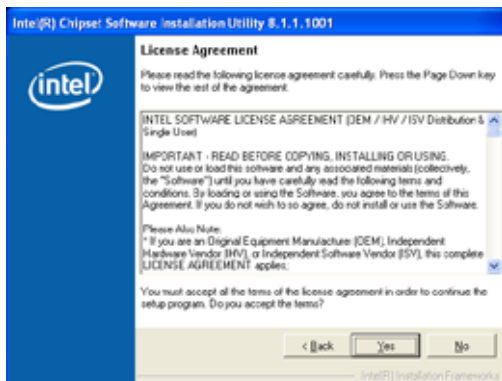 Intel(R) Chipset Software Installation Utility 8.1.1.1001
intel
License Agreement
Please read the following license agreement carefully. Press the Page Down key
to view the rest of the agreement.
INTEL SOFTWARE LICENSE AGREEMENT (OEM / IHV / ISV Distribution &
Single User)
IMPORTANT - READ BEFORE COPYING, INSTALLING OR USING.
Do not use or load this software and any associated materials (collectively,
the "Software") until you have carefully read the following terms and
conditions. By loading or using the Software, you agree to the terms of this
Agreement. If you do not wish to so agree, do not install or use the Software.
Please Also Note:
* If you are an Original Equipment Manufacturer (OEM), Independent
Hardware Vendor (IHV), or Independent Software Vendor (ISV), this complete
LICENSE AGREEMENT applies;
You must accept all the terms of the license agreement in order to continue the
setup program. Do you accept the terms?
< Back
Yes
No
Intel(R) Installation Framework